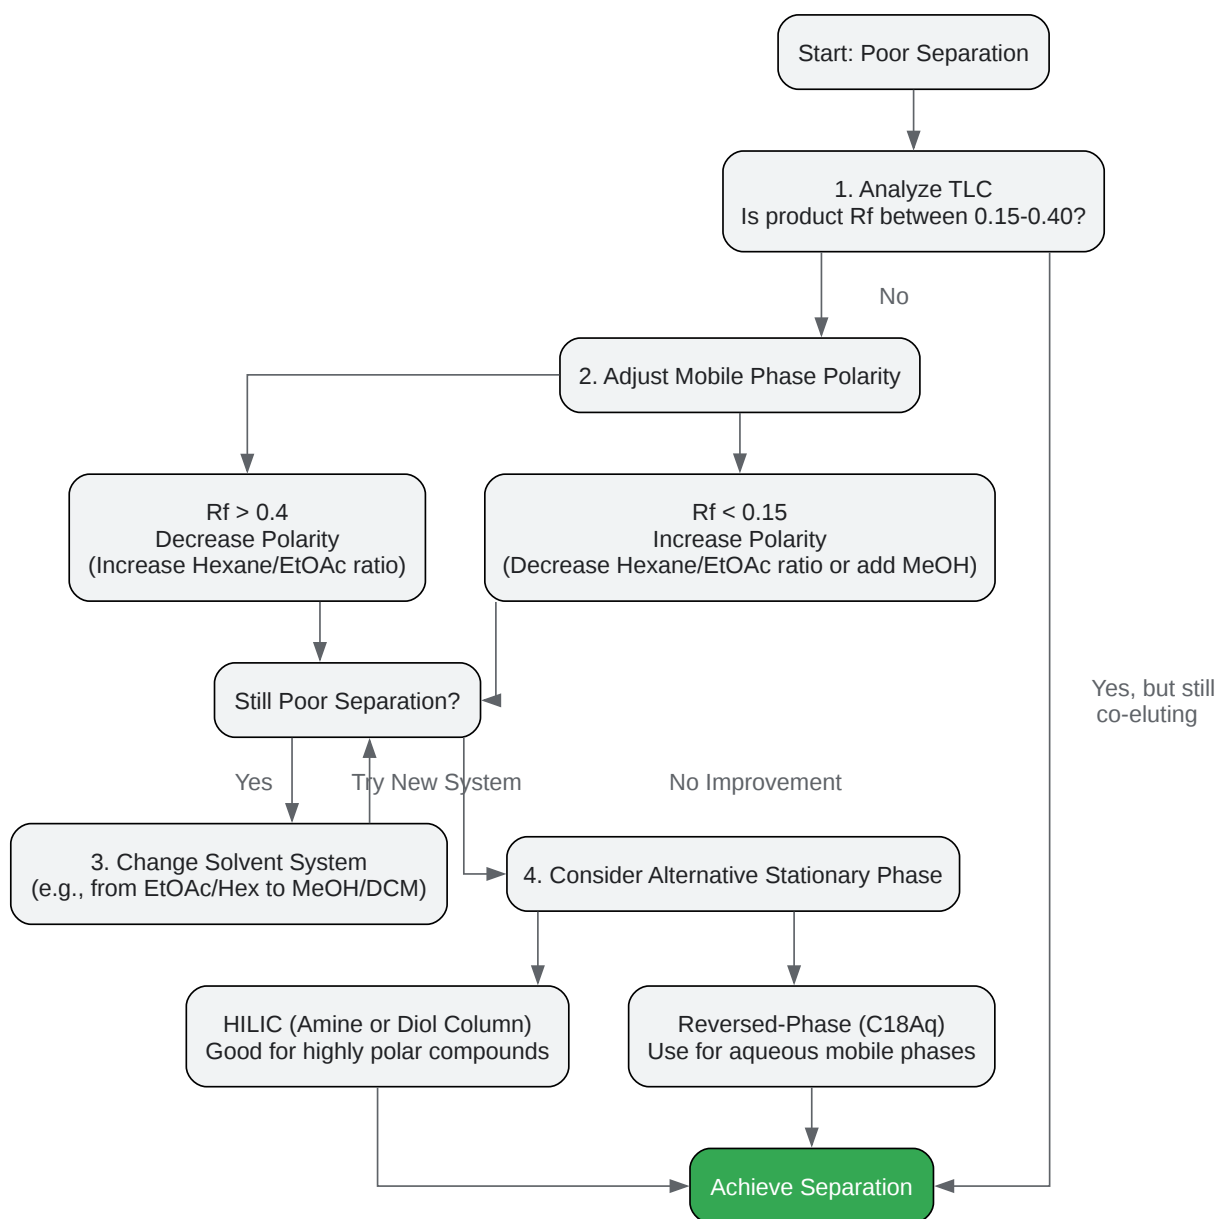 Start: Poor Separation
1. Analyze TLC
Is product Rf between 0.15-0.40?
No
2. Adjust Mobile Phase Polarity
Rf > 0.4
Decrease Polarity
(Increase Hexane/EtOAc ratio)
Rf < 0.15
Increase Polarity
(Decrease Hexane/EtOAc ratio or add MeOH)
Still Poor Separation?
Yes, but still
co-eluting
Yes
Try New System
No Improvement
3. Change Solvent System
(e.g., from EtOAc/Hex to MeOH/DCM)
4. Consider Alternative Stationary Phase
HILIC (Amine or Diol Column)
Good for highly polar compounds
Reversed-Phase (C18Aq)
Use for aqueous mobile phases
Achieve Separation